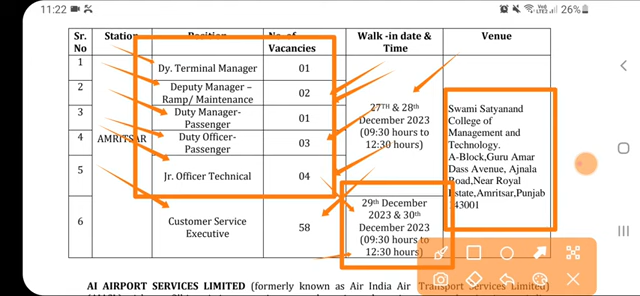 11:22
26%
Sr. No
Station
Position
No. of Vacancies
Walk -in date & Time
Venue
1
Dy. Terminal Manager
01
2
Deputy Manager – Ramp/ Maintenance
02
3
Duty Manager- Passenger
01
4
AMRITSAR
Duty Officer- Passenger
03
5
Jr. Officer Technical
04
27TH & 28th
December 2023
(09:30 hours to
12:30 hours)
Swami Satyanand
College of
Management and
Technology.
A-Block,Guru Amar
Dass Avenue, Ajnala
Road,Near Royal
Estate,Amritsar,Punjab
143001
6
Customer Service
Executive
58
29th December
2023 & 30th
December 2023
(09:30 hours to
12:30 hours)
AI AIRPORT SERVICES LIMITED (formerly known as Air India Air Transport Services Limited)